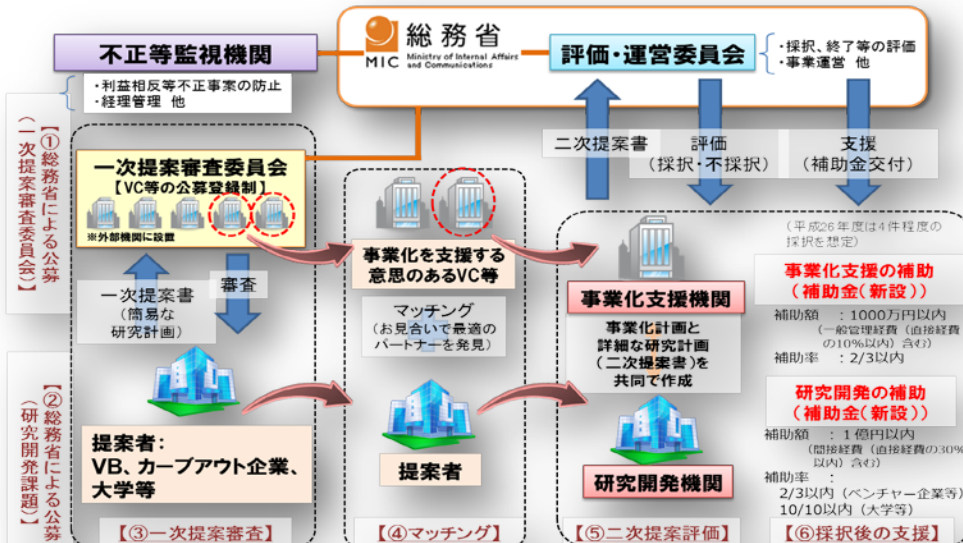 不正等監視機関
・利益相反等不正事案の防止
・経理管理 他
総務省
MIC
Ministry of Internal Affairs
and Communications
評価・運営委員会
・採択、終了等の評価
・事業運営 他
【①総務省による公募
(一次提案審査委員会)
【②総務省による公募
(研究開発課題)】
一次提案審査委員会
【VC等の公募登録制】
※外部機関に設置
一次提案書
(簡易な
研究計画)
審査
提案者:
VB、カーブアウト企業、
大学等
【③一次提案審査】
事業化を支援する
意思のあるVC等
マッチング
(お見合いで最適の
パートナーを発見)
提案者
【④マッチング】
二次提案書
評価
(採択・不採択)
支援
(補助金交付)
事業化支援機関
事業化計画と
詳細な研究計画
(二次提案書)を
共同で作成
研究開発機関
【⑤二次提案評価】
(平成26年度は4件程度の
採択を想定)
事業化支援の補助
(補助金(新設))
補助額 :1000万円以内
(一般管理経費(直接経費
の10%以内)含む)
補助率 :2/3以内
研究開発の補助
(補助金(新設))
補助額 :1億円以内
(間接経費(直接経費の30%
以内)含む)
補助率 :
2/3以内(ベンチャー企業等)
10/10以内(大学等)
【⑥採択後の支援】